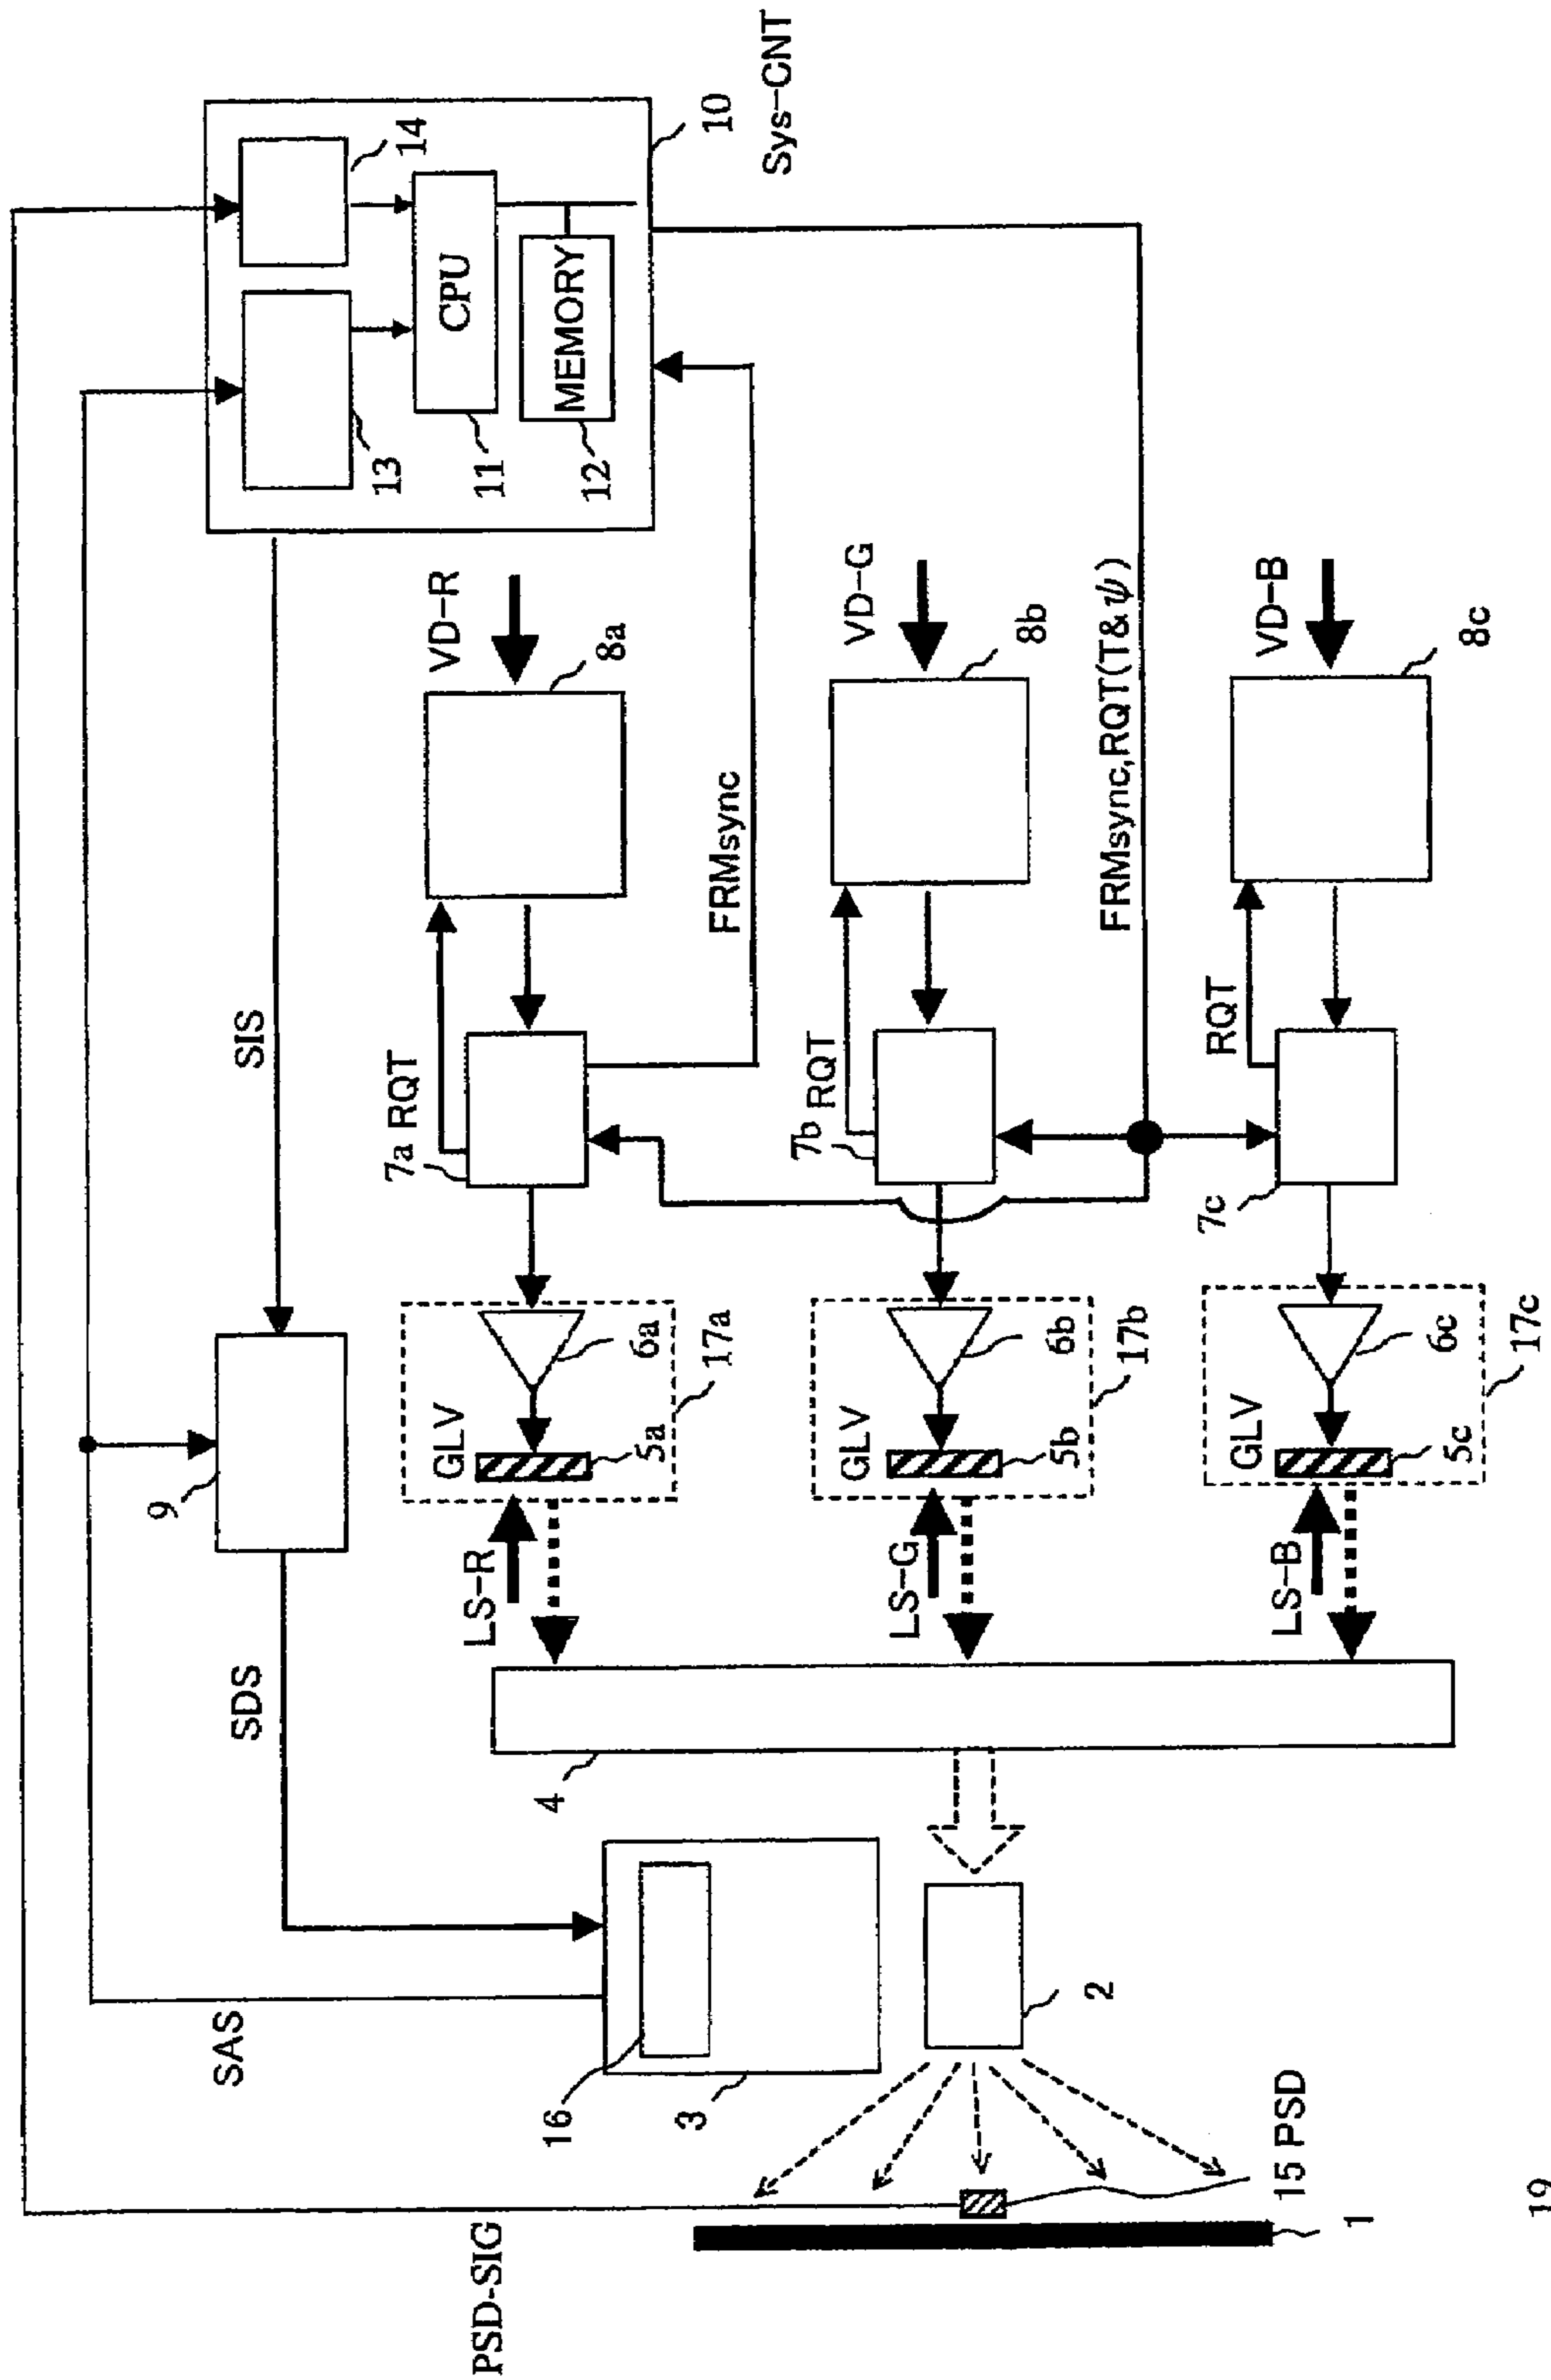 PSD-SIG
SAS
SDS
SIS
9
16
3
4
2
15 PSD
1
19
LS-R
GLV
5a
6a
17a
7a
RQT
FRMsync
VD-R
8a
LS-G
GLV
5b
6b
17b
7b
RQT
VD-G
8b
FRMsync,RQT(T&ψ)
LS-B
GLV
5c
6c
17c
7c
RQT
VD-B
8c
13
14
CPU
11
MEMORY
12
10
Sys-CNT